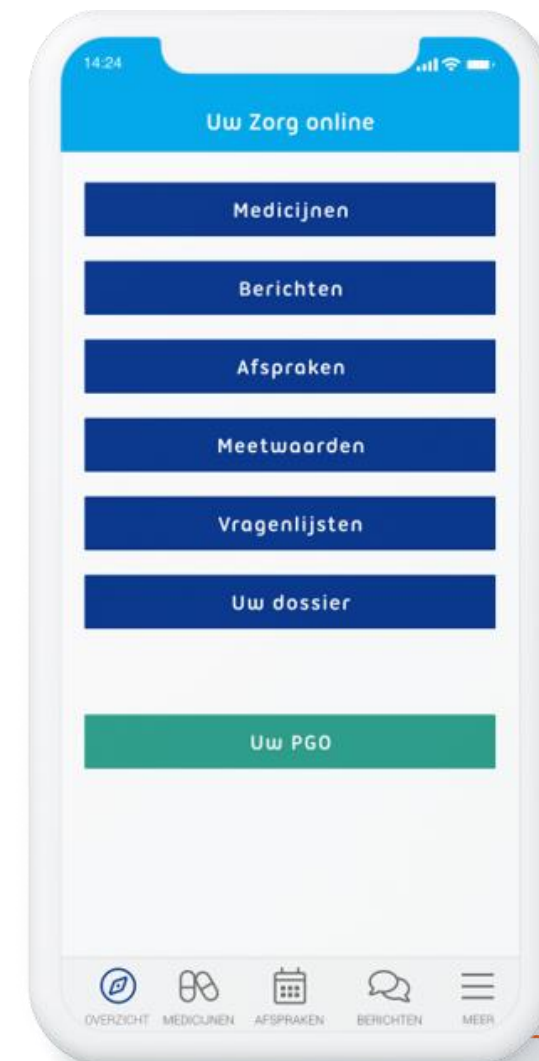 14:24
Uw Zorg online
Medicijnen
Berichten
Afspraken
Meetwaarden
Vragenlijsten
Uw dossier
Uw PGO
OVERZICHT MEDICIJNEN AFSPRAKEN BERICHTEN MEER